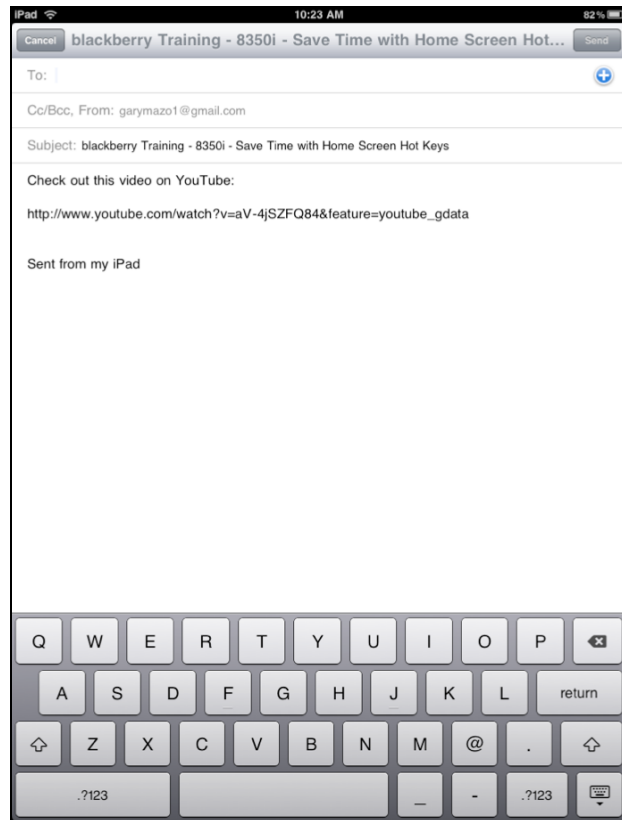 iPad 10:23 AM 82%
Cancel blackberry Training - 8350i - Save Time with Home Screen Hot... Send
To:
Cc/Bcc, From: garymazo1@gmail.com
Subject: blackberry Training - 8350i - Save Time with Home Screen Hot Keys
Check out this video on YouTube:
http://www.youtube.com/watch?v=aV-4jSZFQ84&feature=youtube_gdata
Sent from my iPad
Q W E R T Y U I O P
A S D F G H J K L return
Z X C V B N M @ .
.?123 _ - .?123